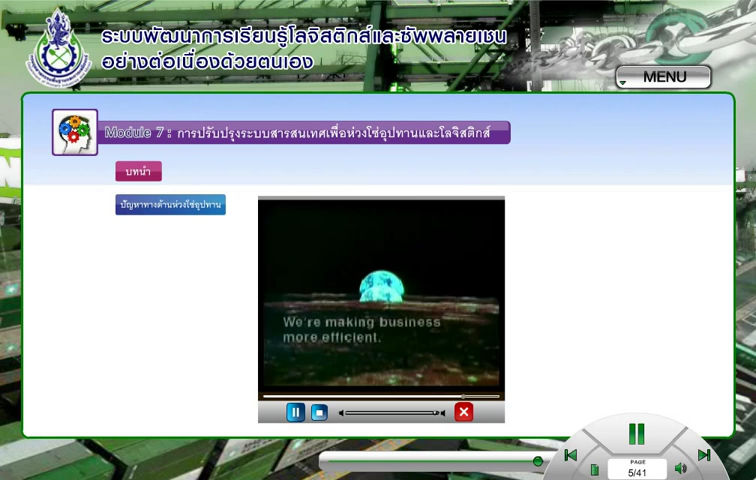 ระบบพัฒนาการเรียนรู้โลจิสติกส์และซัพพลายเชน
อย่างต่อเนื่องด้วยตนเอง
MENU
Module 7 : การปรับปรุงระบบสารสนเทศเพื่อห่วงโซ่อุปทานและโลจิสติกส์
บทนำ
ปัญหาทางด้านห่วงโซ่อุปทาน
We're making business
more efficient.
PAGE
5/41